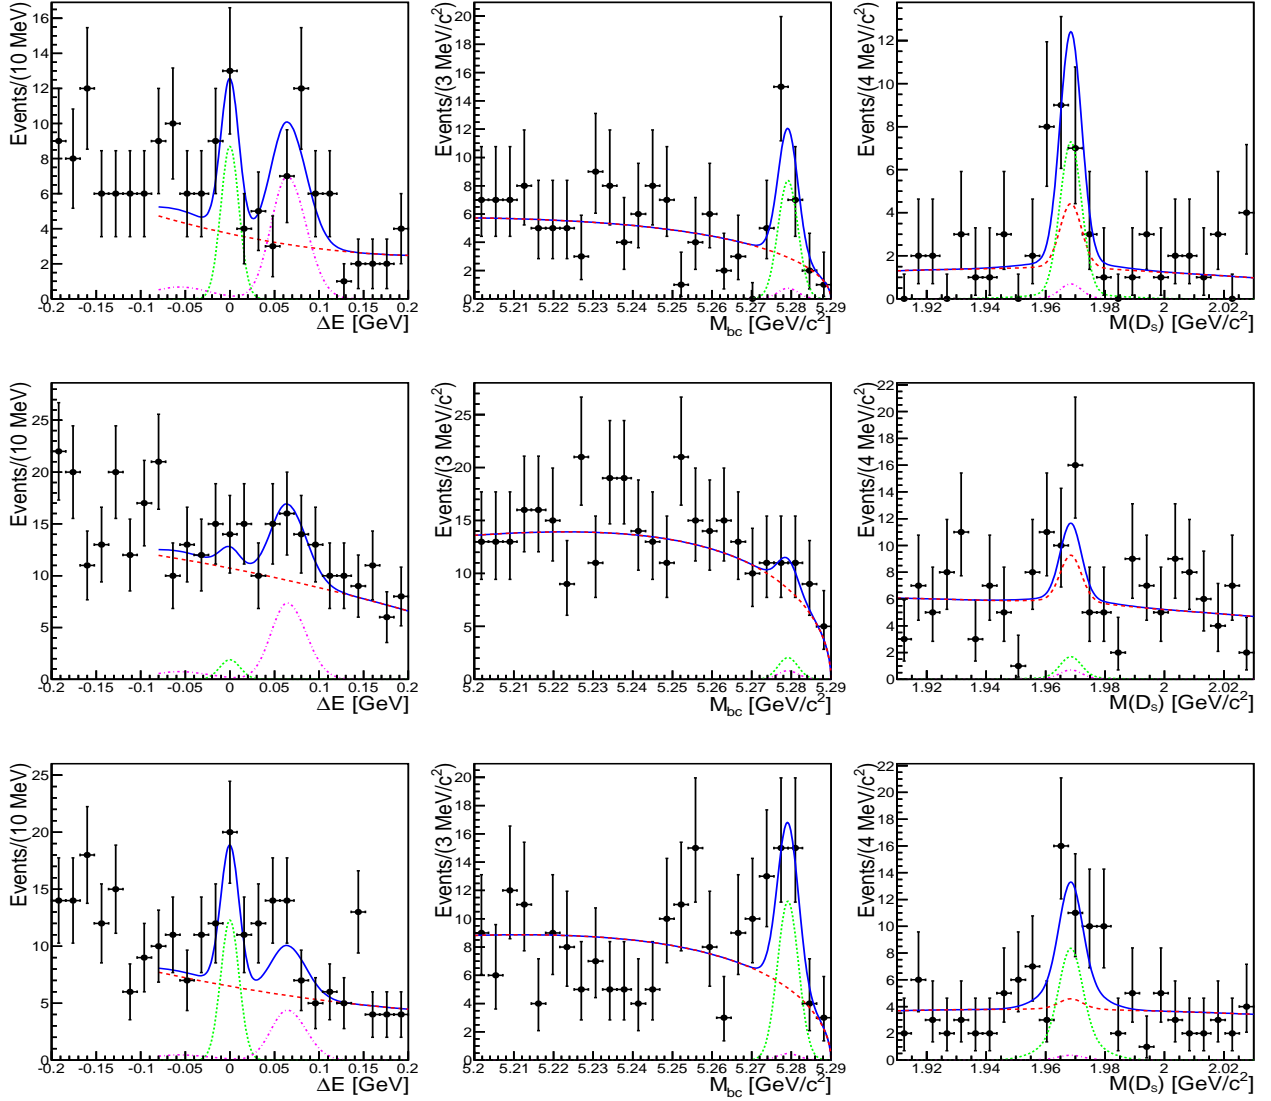 Events/(10 MeV)
16
14
12
10
8
6
4
2
0
-0.2 -0.15 -0.1 -0.05 0 0.05 0.1 0.15 0.2
ΔE [GeV]
Events/(3 MeV/c²)
20
18
16
14
12
10
8
6
4
2
0
5.2 5.21 5.22 5.23 5.24 5.25 5.26 5.27 5.28 5.29
M_bc [GeV/c²]
Events/(4 MeV/c²)
12
10
8
6
4
2
0
1.92 1.94 1.96 1.98 2 2.02
M(D_s) [GeV/c²]
Events/(10 MeV)
25
20
15
10
5
0
-0.2 -0.15 -0.1 -0.05 0 0.05 0.1 0.15 0.2
ΔE [GeV]
Events/(3 MeV/c²)
25
20
15
10
5
0
5.2 5.21 5.22 5.23 5.24 5.25 5.26 5.27 5.28 5.29
M_bc [GeV/c²]
Events/(4 MeV/c²)
22
20
18
16
14
12
10
8
6
4
2
0
1.92 1.94 1.96 1.98 2 2.02
M(D_s) [GeV/c²]
Events/(10 MeV)
25
20
15
10
5
0
-0.2 -0.15 -0.1 -0.05 0 0.05 0.1 0.15 0.2
ΔE [GeV]
Events/(3 MeV/c²)
20
18
16
14
12
10
8
6
4
2
0
5.2 5.21 5.22 5.23 5.24 5.25 5.26 5.27 5.28 5.29
M_bc [GeV/c²]
Events/(4 MeV/c²)
22
20
18
16
14
12
10
8
6
4
2
0
1.92 1.94 1.96 1.98 2 2.02
M(D_s) [GeV/c²]